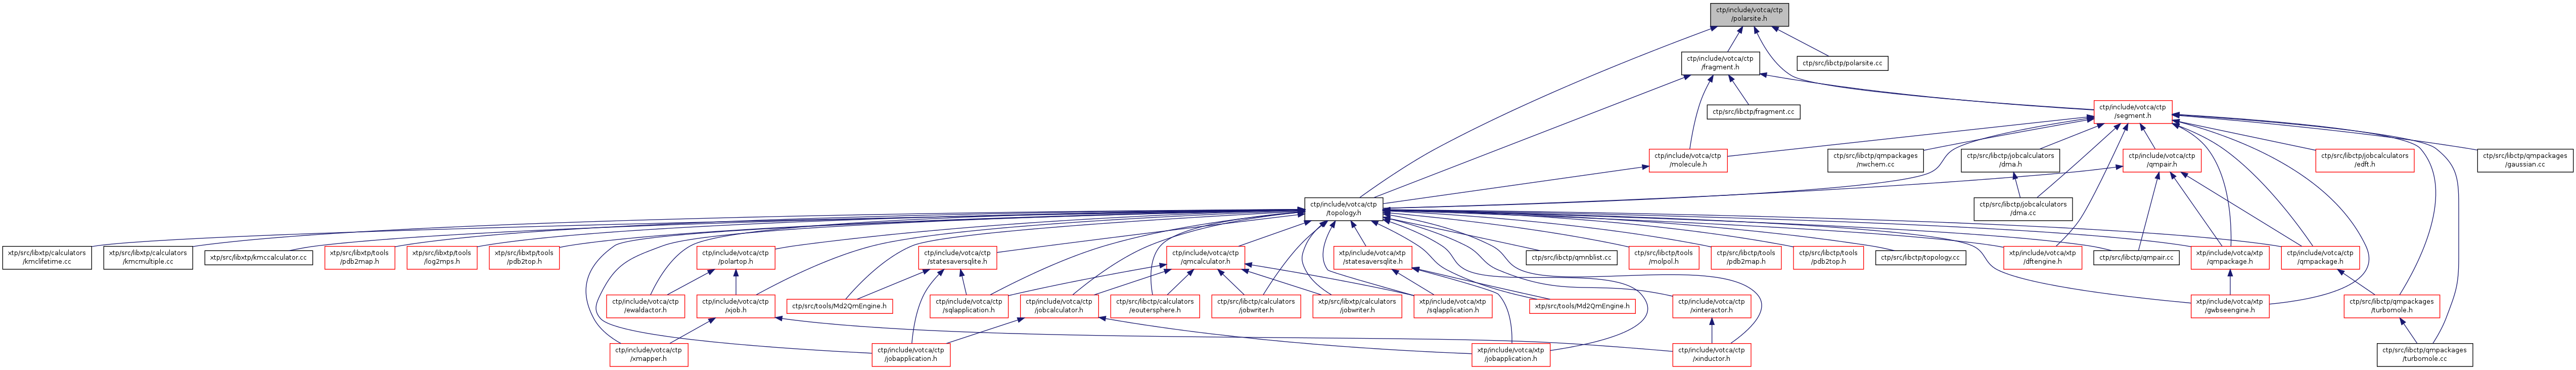 ctp/include/votca/ctp
/polarsite.h
ctp/include/votca/ctp
/fragment.h
ctp/src/libctp/polarsite.cc
ctp/src/libctp/fragment.cc
ctp/include/votca/ctp
/segment.h
ctp/include/votca/ctp
/molecule.h
ctp/src/libctp/qmpackages
/nwchem.cc
ctp/src/libctp/jobcalculators
/dma.h
ctp/include/votca/ctp
/qmpair.h
ctp/src/libctp/jobcalculators
/edft.h
ctp/src/libctp/qmpackages
/gaussian.cc
ctp/include/votca/ctp
/topology.h
ctp/src/libctp/jobcalculators
/dma.cc
xtp/src/libxtp/calculators
/kmclifetime.cc
xtp/src/libxtp/calculators
/kmcmultiple.cc
xtp/src/libxtp/kmccalculator.cc
xtp/src/libxtp/tools
/pdb2map.h
xtp/src/libxtp/tools
/log2mps.h
xtp/src/libxtp/tools
/pdb2top.h
ctp/include/votca/ctp
/polartop.h
ctp/include/votca/ctp
/statesaversqlite.h
ctp/include/votca/ctp
/qmcalculator.h
xtp/include/votca/xtp
/statesaversqlite.h
ctp/src/libctp/qmnblist.cc
ctp/src/libctp/tools
/molpol.h
ctp/src/libctp/tools
/pdb2map.h
ctp/src/libctp/tools
/pdb2top.h
ctp/src/libctp/topology.cc
xtp/include/votca/xtp
/dftengine.h
ctp/src/libctp/qmpair.cc
xtp/include/votca/xtp
/qmpackage.h
ctp/include/votca/ctp
/qmpackage.h
ctp/include/votca/ctp
/ewaldactor.h
ctp/include/votca/ctp
/xjob.h
ctp/src/tools/Md2QmEngine.h
ctp/include/votca/ctp
/sqlapplication.h
ctp/include/votca/ctp
/jobcalculator.h
ctp/src/libctp/calculators
/eoutersphere.h
ctp/src/libctp/calculators
/jobwriter.h
xtp/src/libxtp/calculators
/jobwriter.h
xtp/include/votca/xtp
/sqlapplication.h
xtp/src/tools/Md2QmEngine.h
ctp/include/votca/ctp
/xinteractor.h
xtp/include/votca/xtp
/gwbseengine.h
ctp/src/libctp/qmpackages
/turbomole.h
ctp/include/votca/ctp
/xmapper.h
ctp/include/votca/ctp
/jobapplication.h
xtp/include/votca/xtp
/jobapplication.h
ctp/include/votca/ctp
/xinductor.h
ctp/src/libctp/qmpackages
/turbomole.cc